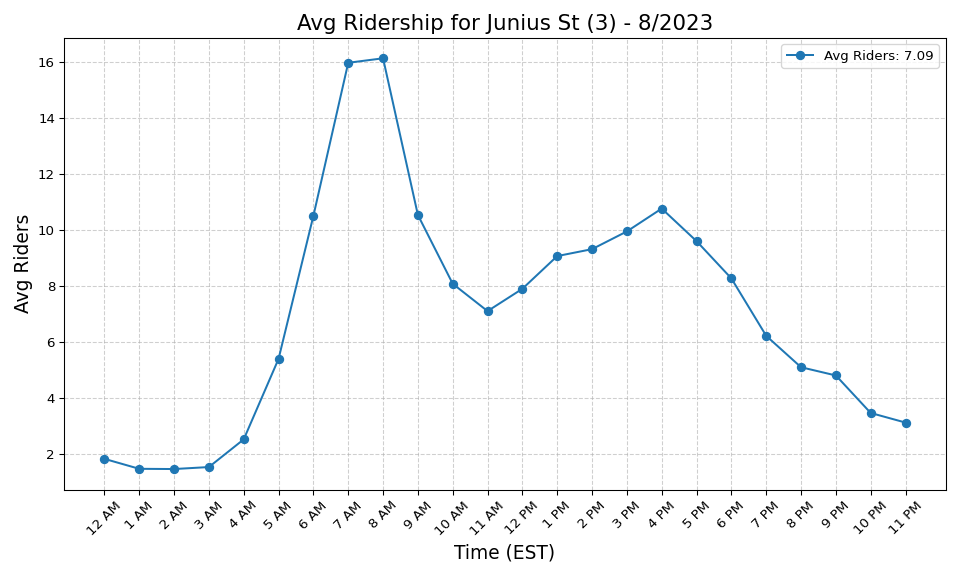 Avg Ridership for Junius St (3) - 8/2023
Avg Riders: 7.09
Avg Riders
16
14
12
10
8
6
4
2
12 AM
1 AM
2 AM
3 AM
4 AM
5 AM
6 AM
7 AM
8 AM
9 AM
10 AM
11 AM
12 PM
1 PM
2 PM
3 PM
4 PM
5 PM
6 PM
7 PM
8 PM
9 PM
10 PM
11 PM
Time (EST)